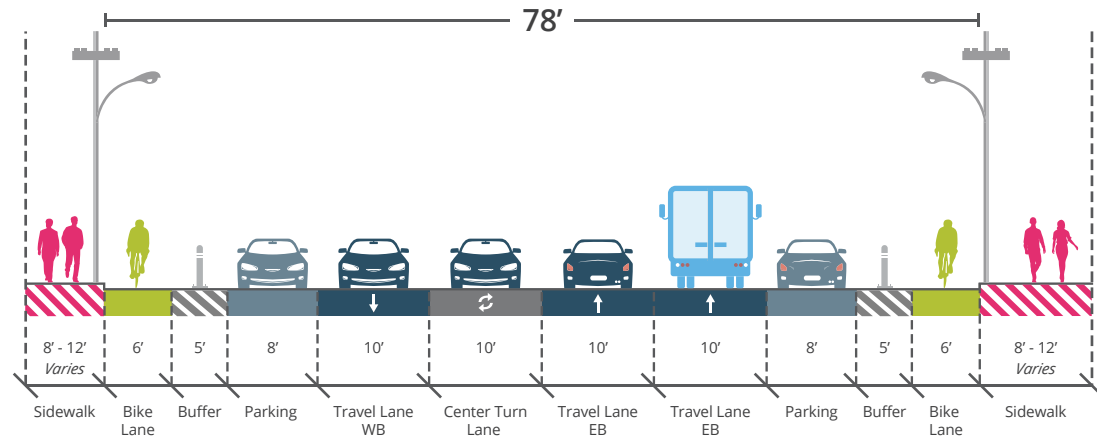 78’
8’ - 12’ 6’ 5’ 8’ 10’ 10’ 10’ 10’ 8’ 5’ 6’ 8’ - 12’
Varies Varies
Sidewalk Bike Buffer Parking Travel Lane Center Turn Travel Lane Travel Lane Parking Buffer Bike Sidewalk
Lane WB Lane EB EB Lane